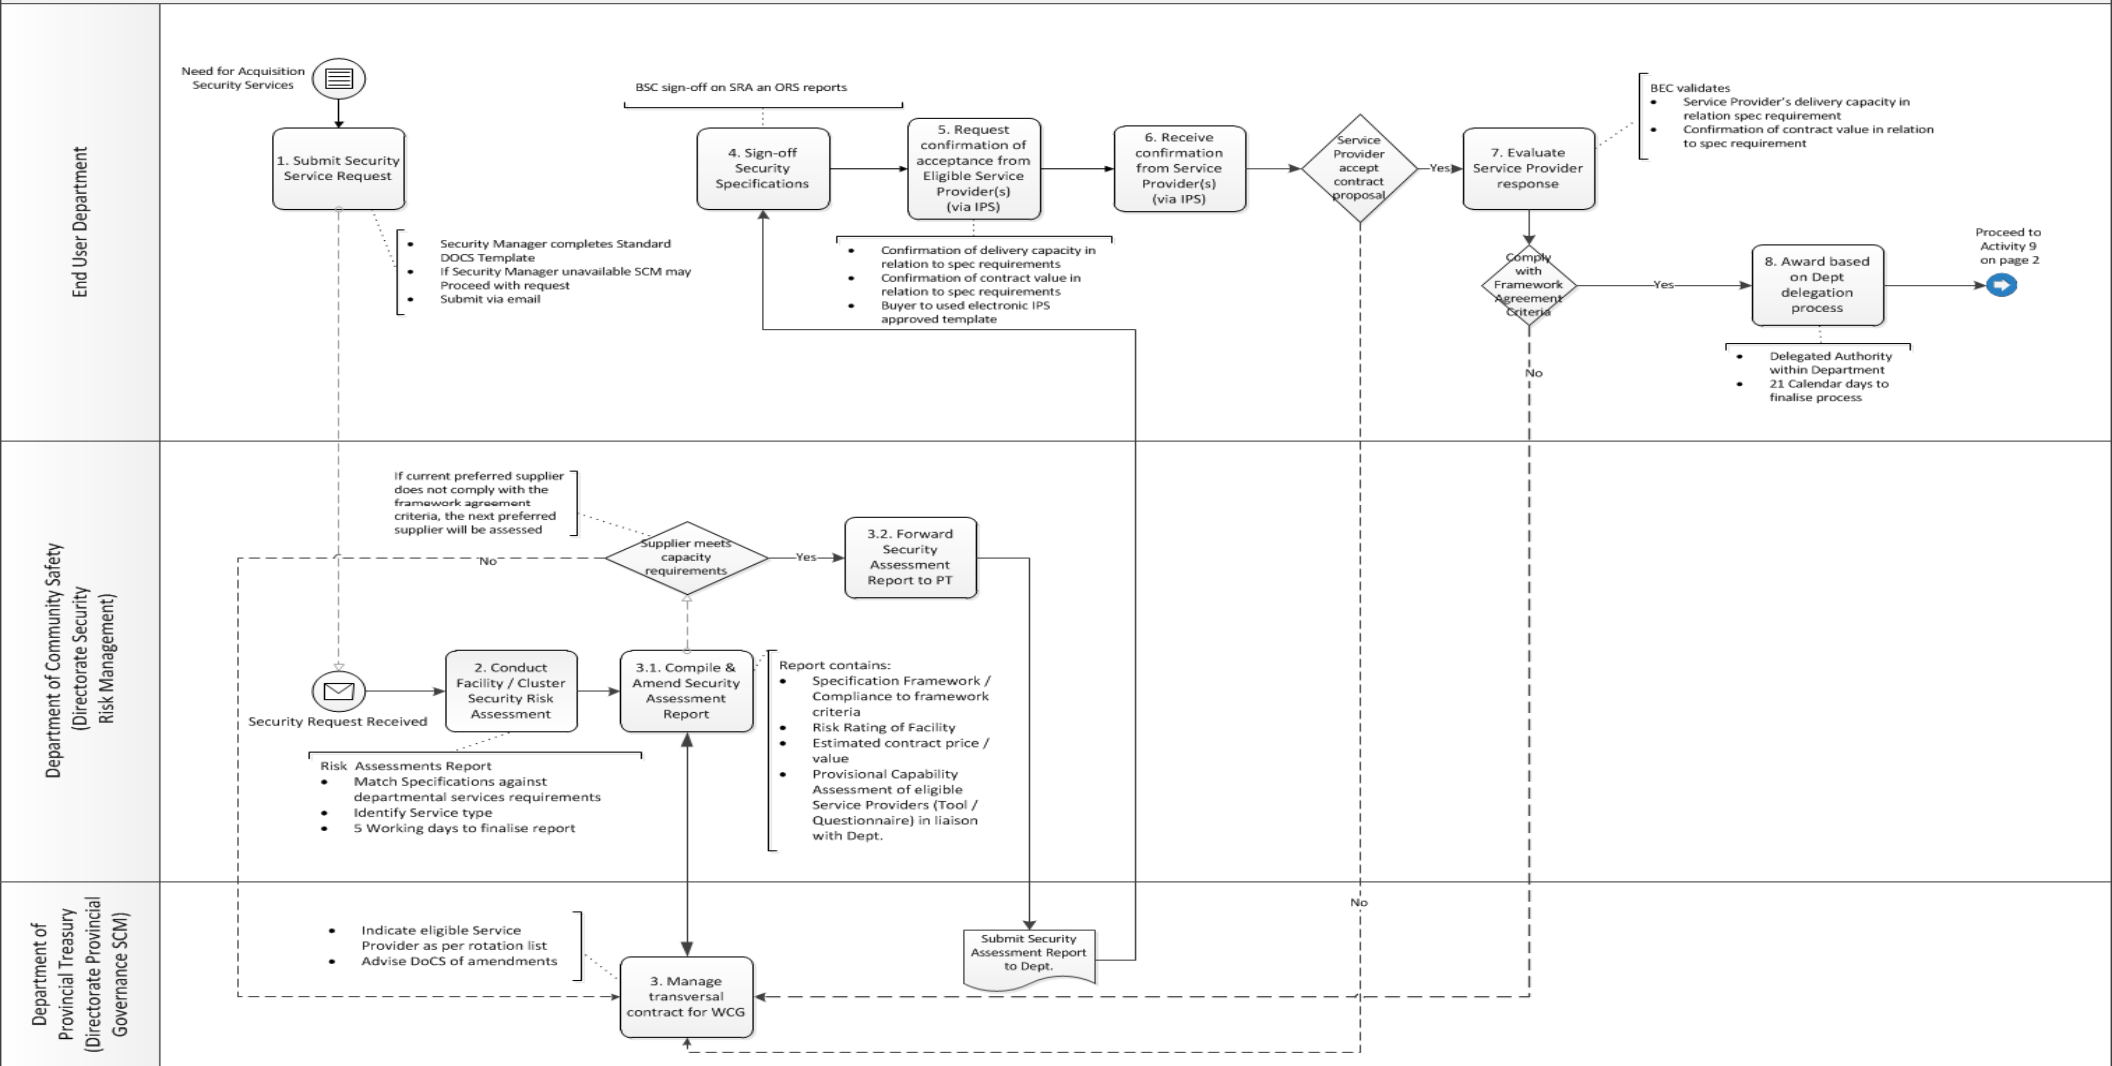 End User Department
Need for Acquisition
Security Services
1. Submit Security
Service Request
• Security Manager completes Standard
DOCS Template
• If Security Manager unavailable SCM may
Proceed with request
• Submit via email
BSC sign-off on SRA an ORS reports
4. Sign-off
Security
Specifications
5. Request
confirmation of
acceptance from
Eligible Service
Provider(s)
(via IPS)
• Confirmation of delivery capacity in
relation to spec requirements
• Confirmation of contract value in
relation to spec requirements
• Buyer to used electronic IPS
approved template
6. Receive
confirmation
from Service
Provider(s)
(via IPS)
Service
Provider
accept
contract
proposal
Yes
7. Evaluate
Service Provider
response
BEC validates
• Service Provider's delivery capacity in
relation spec requirement
• Confirmation of contract value in relation
to spec requirement
Comply
with
Framework
Agreement
Criteria
Yes
No
8. Award based
on Dept
delegation
process
• Delegated Authority
within Department
• 21 Calendar days to
finalise process
Proceed to
Activity 9
on page 2
Department of Community Safety
(Directorate Security
Risk Management)
If current preferred supplier
does not comply with the
framework agreement
criteria, the next preferred
supplier will be assessed
Supplier meets
capacity
requirements
No
Yes
3.2. Forward
Security
Assessment
Report to PT
Security Request Received
2. Conduct
Facility / Cluster
Security Risk
Assessment
Risk Assessments Report
• Match Specifications against
departmental services requirements
• Identify Service type
• 5 Working days to finalise report
3.1. Compile &
Amend Security
Assessment
Report
Report contains:
• Specification Framework /
Compliance to framework
criteria
• Risk Rating of Facility
• Estimated contract price /
value
• Provisional Capability
Assessment of eligible
Service Providers (Tool /
Questionnaire) in liaison
with Dept.
Department of
Provincial Treasury
(Directorate Provincial
Governance SCM)
• Indicate eligible Service
Provider as per rotation list
• Advise DoCS of amendments
3. Manage
transversal
contract for WCG
Submit Security
Assessment Report
to Dept.
No